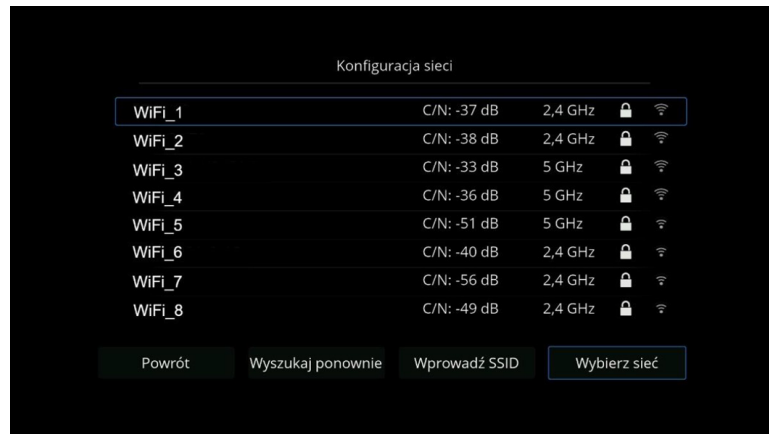 Konfiguracja sieci
WiFi_1 C/N: -37 dB 2,4 GHz
WiFi_2 C/N: -38 dB 2,4 GHz
WiFi_3 C/N: -33 dB 5 GHz
WiFi_4 C/N: -36 dB 5 GHz
WiFi_5 C/N: -51 dB 5 GHz
WiFi_6 C/N: -40 dB 2,4 GHz
WiFi_7 C/N: -56 dB 2,4 GHz
WiFi_8 C/N: -49 dB 2,4 GHz
Powrót Wyszukaj ponownie Wprowadź SSID Wybierz sieć